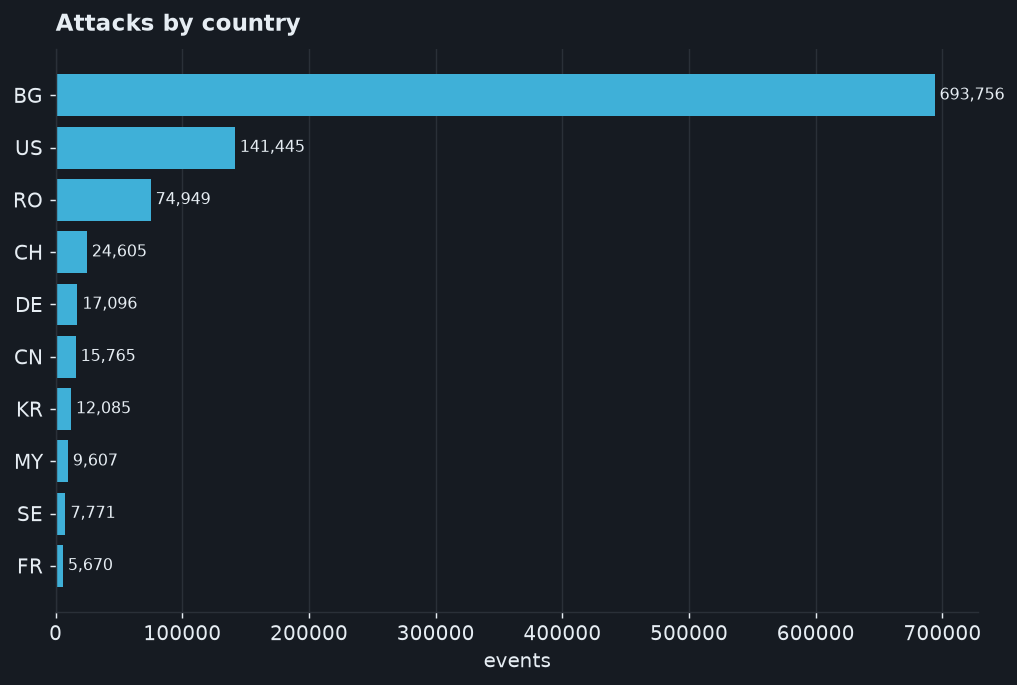 Attacks by country
BG 693,756
US 141,445
RO 74,949
CH 24,605
DE 17,096
CN 15,765
KR 12,085
MY 9,607
SE 7,771
FR 5,670
0 100000 200000 300000 400000 500000 600000 700000
events